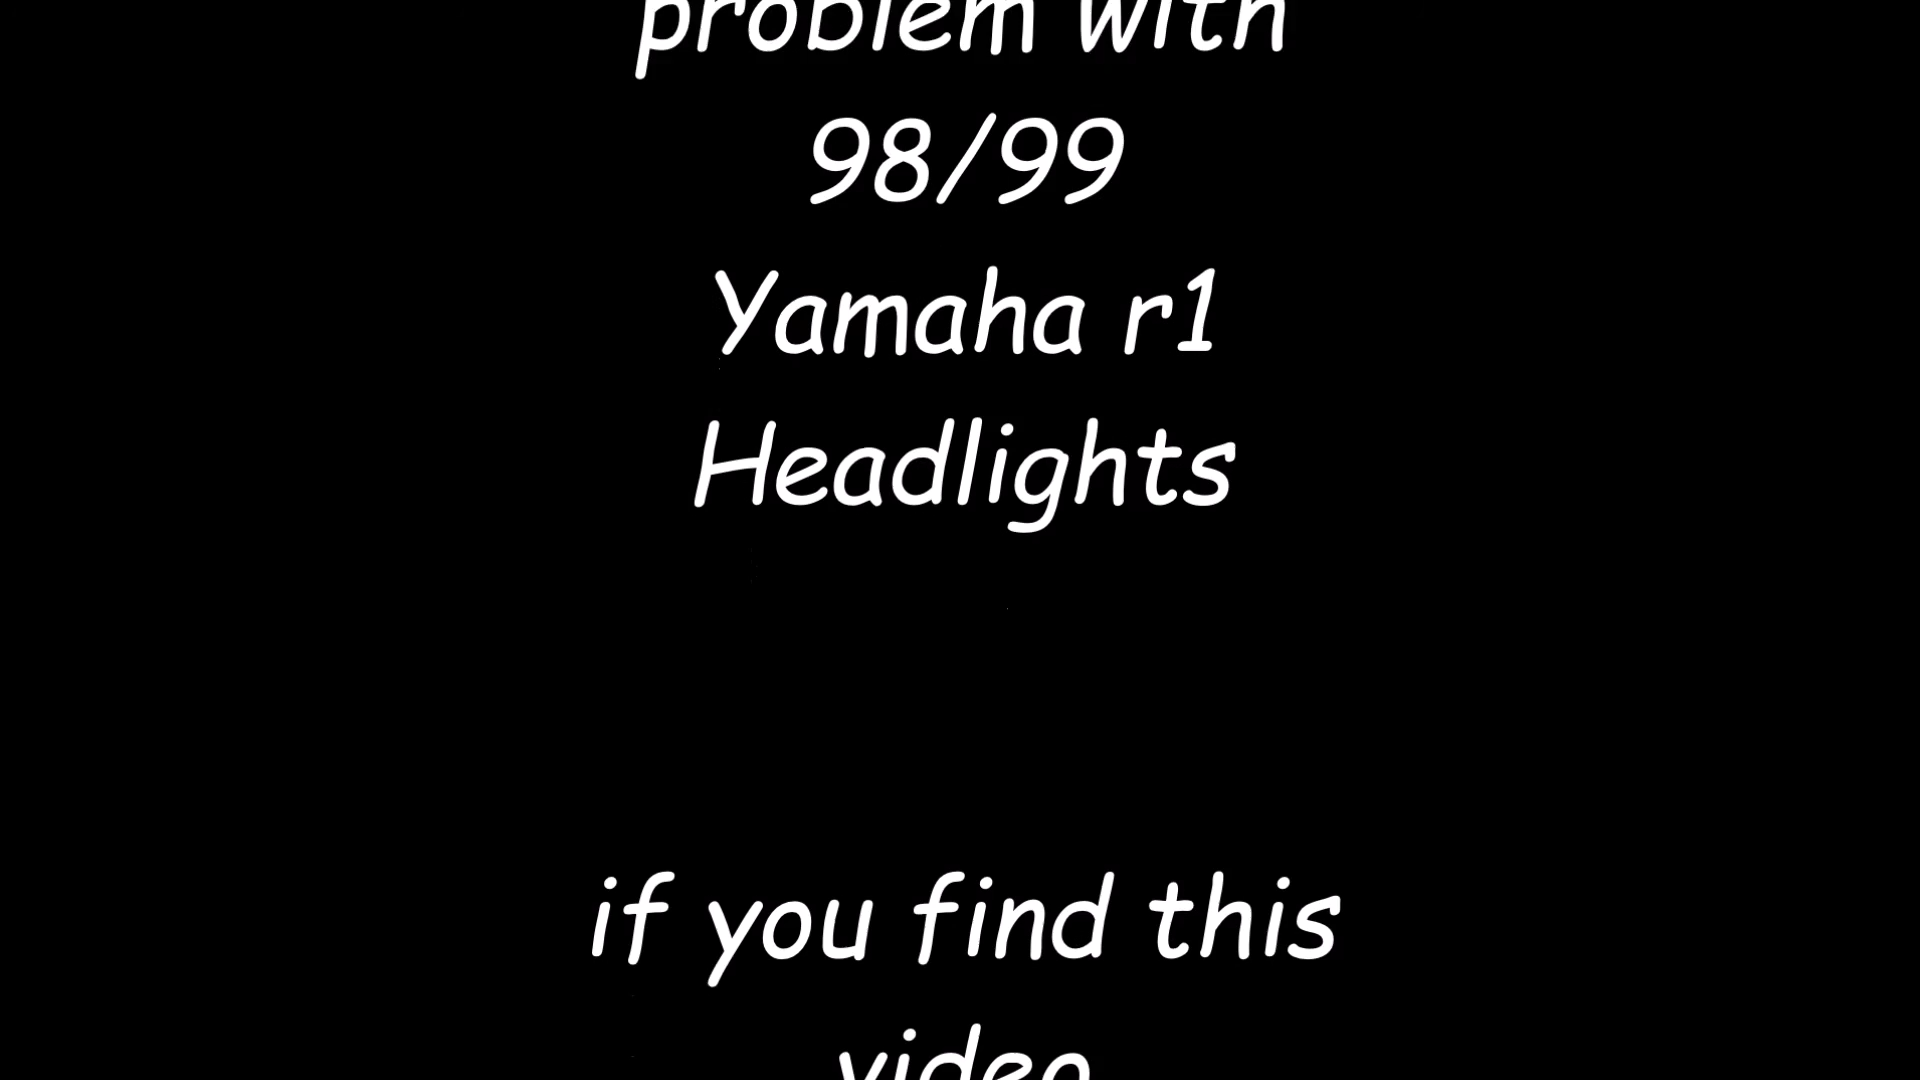 problem with
98/99
Yamaha r1
Headlights
if you find this
video